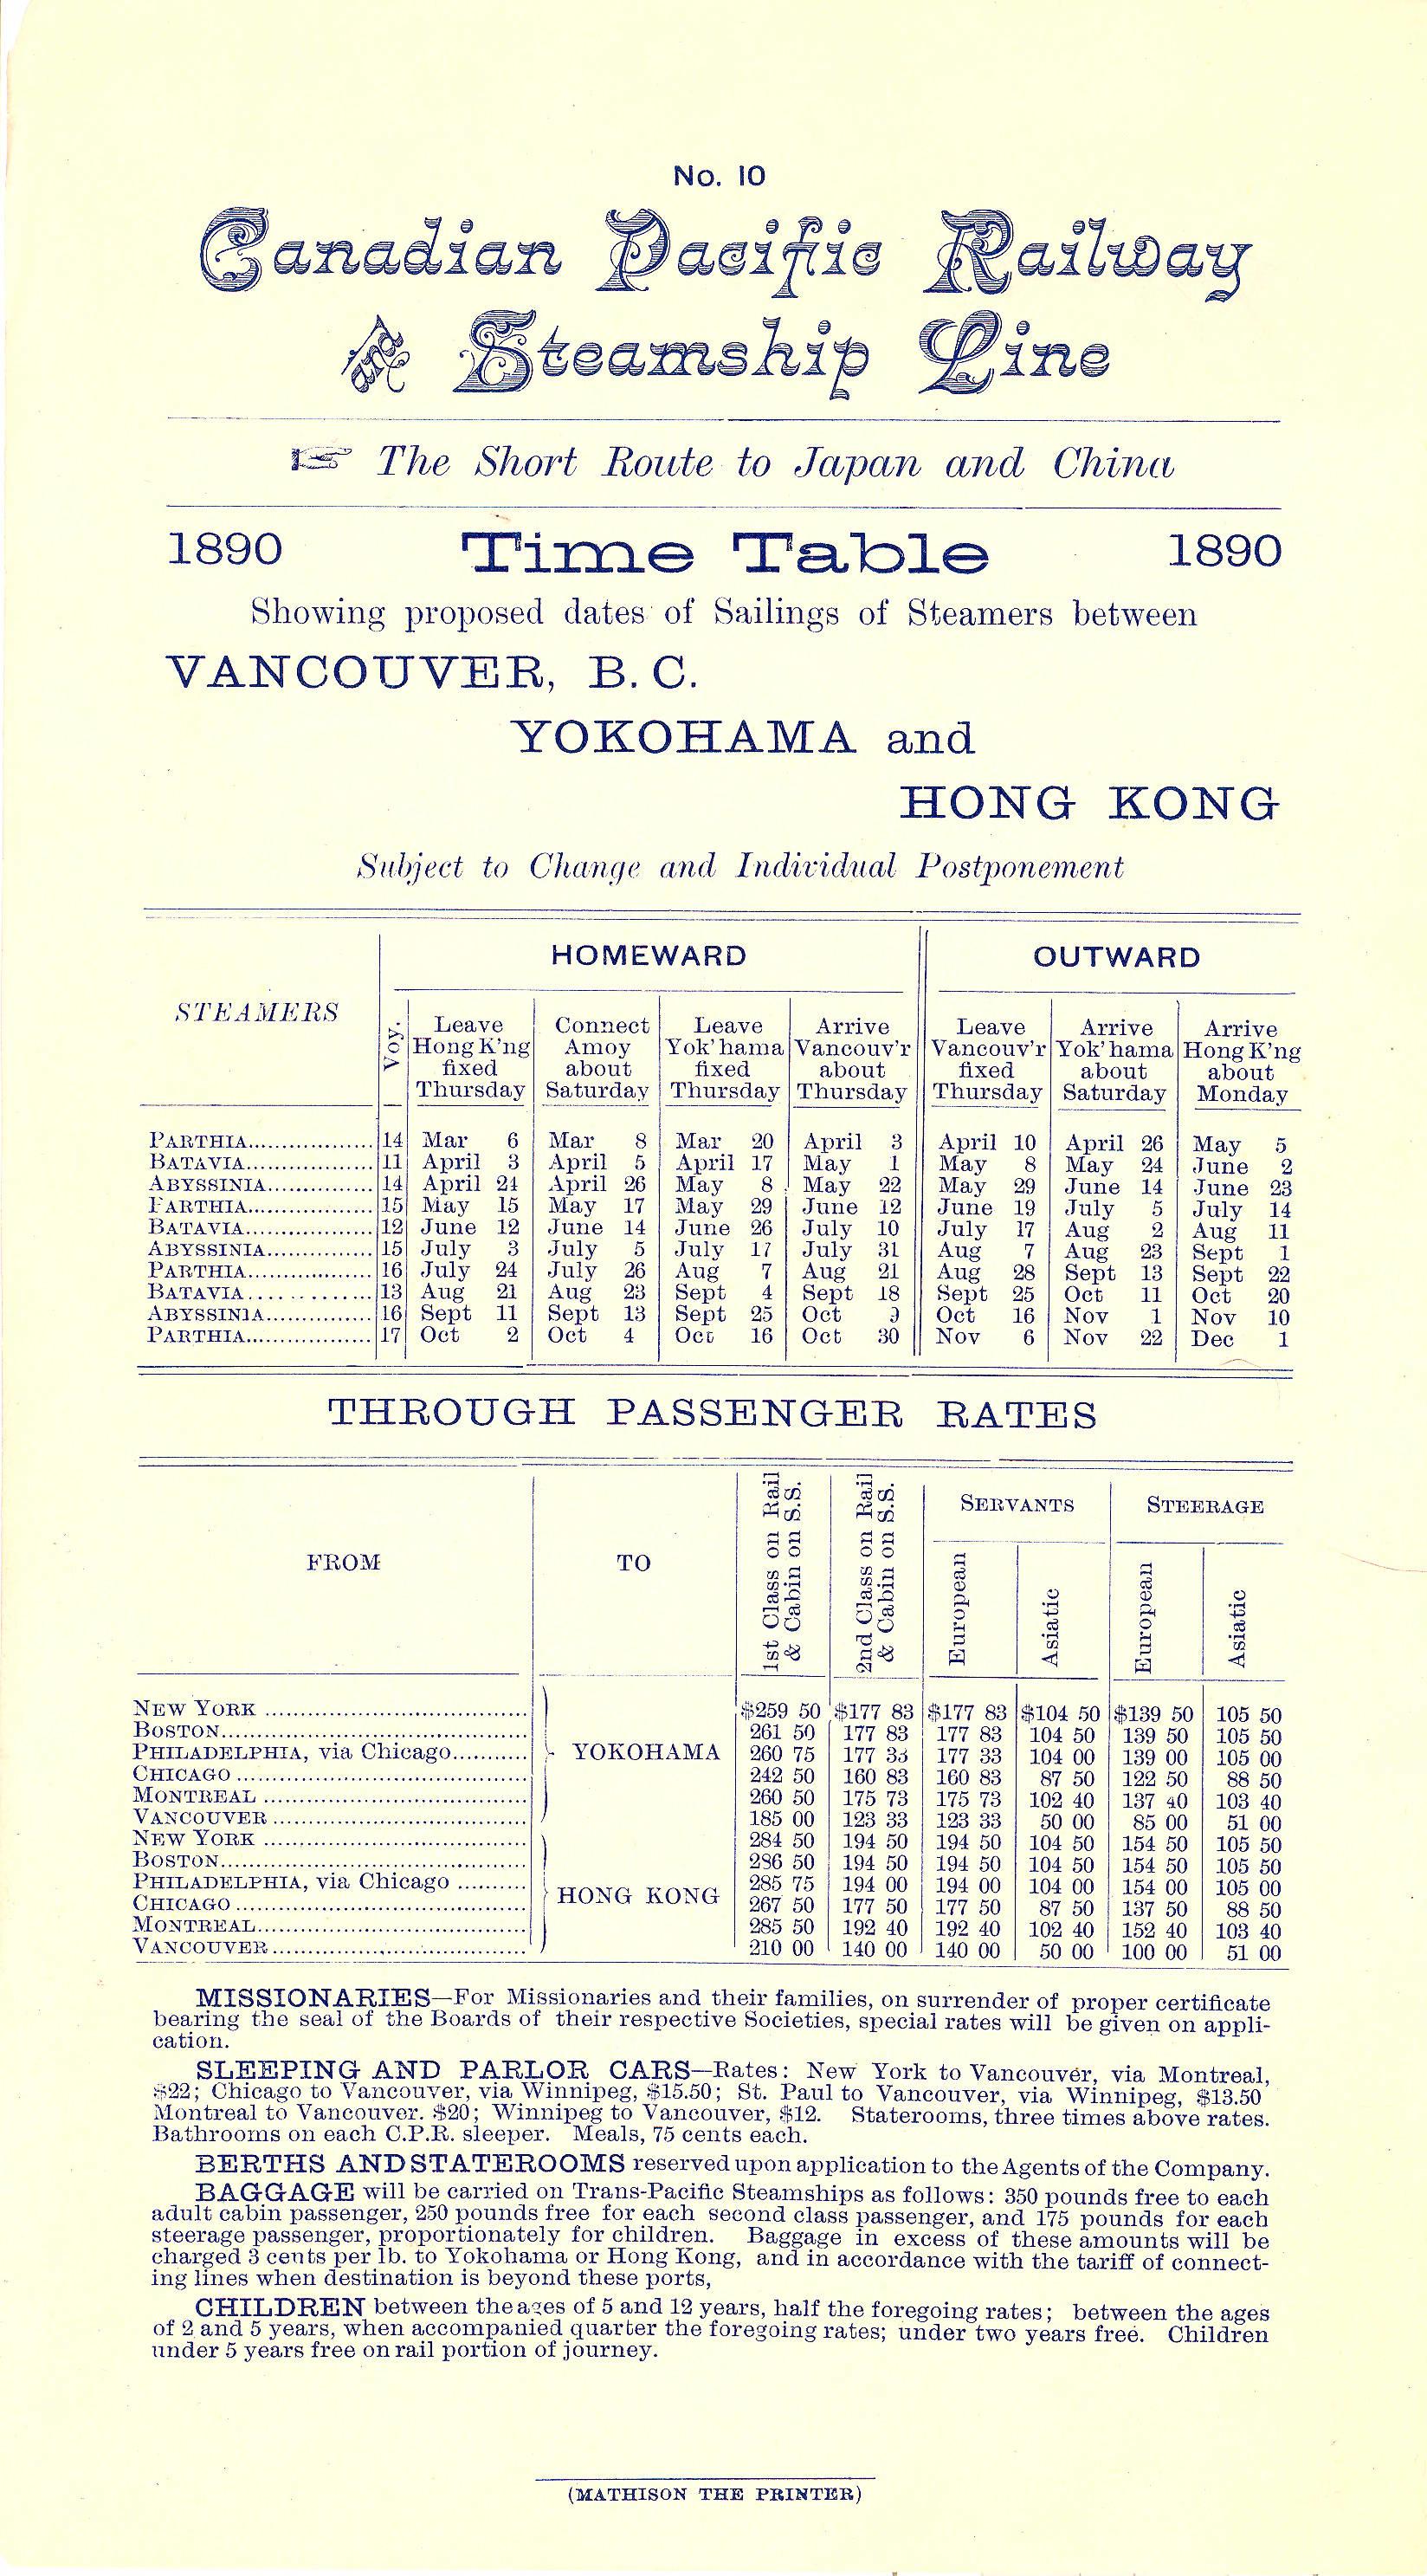 No. 10
Canadian Pacific Railway
and Steamship Line
The Short Route to Japan and China
1890 Time Table 1890
Showing proposed dates of Sailings of Steamers between
VANCOUVER, B. C.
YOKOHAMA and
HONG KONG
Subject to Change and Individual Postponement
STEAMERS Voy. HOMEWARD OUTWARD
Leave Connect Leave Arrive Leave Arrive Arrive
Hong K'ng Amoy Yok'hama Vancouv'r Vancouv'r Yok'hama Hong K'ng
fixed about fixed about fixed about about
Thursday Saturday Thursday Thursday Thursday Saturday Monday
PARTHIA.................. 14 Mar 6 Mar 8 Mar 20 April 3 April 10 April 26 May 5
BATAVIA.................. 11 April 3 April 5 April 17 May 1 May 8 May 24 June 2
ABYSSINIA................ 14 April 24 April 26 May 8 May 22 May 29 June 14 June 23
PARTHIA.................. 15 May 15 May 17 May 29 June 12 June 19 July 5 July 14
BATAVIA.................. 12 June 12 June 14 June 26 July 10 July 17 Aug 2 Aug 11
ABYSSINIA................ 15 July 3 July 5 July 17 July 31 Aug 7 Aug 23 Sept 1
PARTHIA.................. 16 July 24 July 26 Aug 7 Aug 21 Aug 28 Sept 13 Sept 22
BATAVIA.................. 13 Aug 21 Aug 23 Sept 4 Sept 18 Sept 25 Oct 11 Oct 20
ABYSSINIA................ 16 Sept 11 Sept 13 Sept 25 Oct 9 Oct 16 Nov 1 Nov 10
PARTHIA.................. 17 Oct 2 Oct 4 Oct 16 Oct 30 Nov 6 Nov 22 Dec 1
THROUGH PASSENGER RATES
FROM TO 1st Class on Rail & Cabin on S.S. 2nd Class on Rail & Cabin on S.S. SERVANTS STEERAGE
European Asiatic European Asiatic
NEW YORK .................... $259 50 $177 83 $177 83 $104 50 $139 50 105 50
BOSTON.................... 261 50 177 83 177 83 104 50 139 50 105 50
PHILADELPHIA, via Chicago........... YOKOHAMA 260 75 177 33 177 33 104 00 139 00 105 00
CHICAGO .................... 242 50 160 83 160 83 87 50 122 50 88 50
MONTREAL .................... 260 50 175 73 175 73 102 40 137 40 103 40
VANCOUVER .................... 185 00 123 33 123 33 50 00 85 00 51 00
NEW YORK .................... 284 50 194 50 194 50 104 50 154 50 105 50
BOSTON.................... 286 50 194 50 194 50 104 50 154 50 105 50
PHILADELPHIA, via Chicago .......... 285 75 194 00 194 00 104 00 154 00 105 00
CHICAGO .................... HONG KONG 267 50 177 50 177 50 87 50 137 50 88 50
MONTREAL.................... 285 50 192 40 192 40 102 40 152 40 103 40
VANCOUVER.................... 210 00 140 00 140 00 50 00 100 00 51 00
MISSIONARIES—For Missionaries and their families, on surrender of proper certificate
bearing the seal of the Boards of their respective Societies, special rates will be given on appli-
cation.
SLEEPING AND PARLOR CARS—Rates: New York to Vancouver, via Montreal,
$22; Chicago to Vancouver, via Winnipeg, $15.50; St. Paul to Vancouver, via Winnipeg, $13.50
Montreal to Vancouver. $20; Winnipeg to Vancouver, $12. Staterooms, three times above rates.
Bathrooms on each C.P.R. sleeper. Meals, 75 cents each.
BERTHS AND STATEROOMS reserved upon application to the Agents of the Company.
BAGGAGE will be carried on Trans-Pacific Steamships as follows: 350 pounds free to each
adult cabin passenger, 250 pounds free for each second class passenger, and 175 pounds for each
steerage passenger, proportionately for children. Baggage in excess of these amounts will be
charged 3 cents per lb. to Yokohama or Hong Kong, and in accordance with the tariff of connect-
ing lines when destination is beyond these ports,
CHILDREN between the ages of 5 and 12 years, half the foregoing rates; between the ages
of 2 and 5 years, when accompanied quarter the foregoing rates; under two years free. Children
under 5 years free on rail portion of journey.
(MATHISON THE PRINTER)